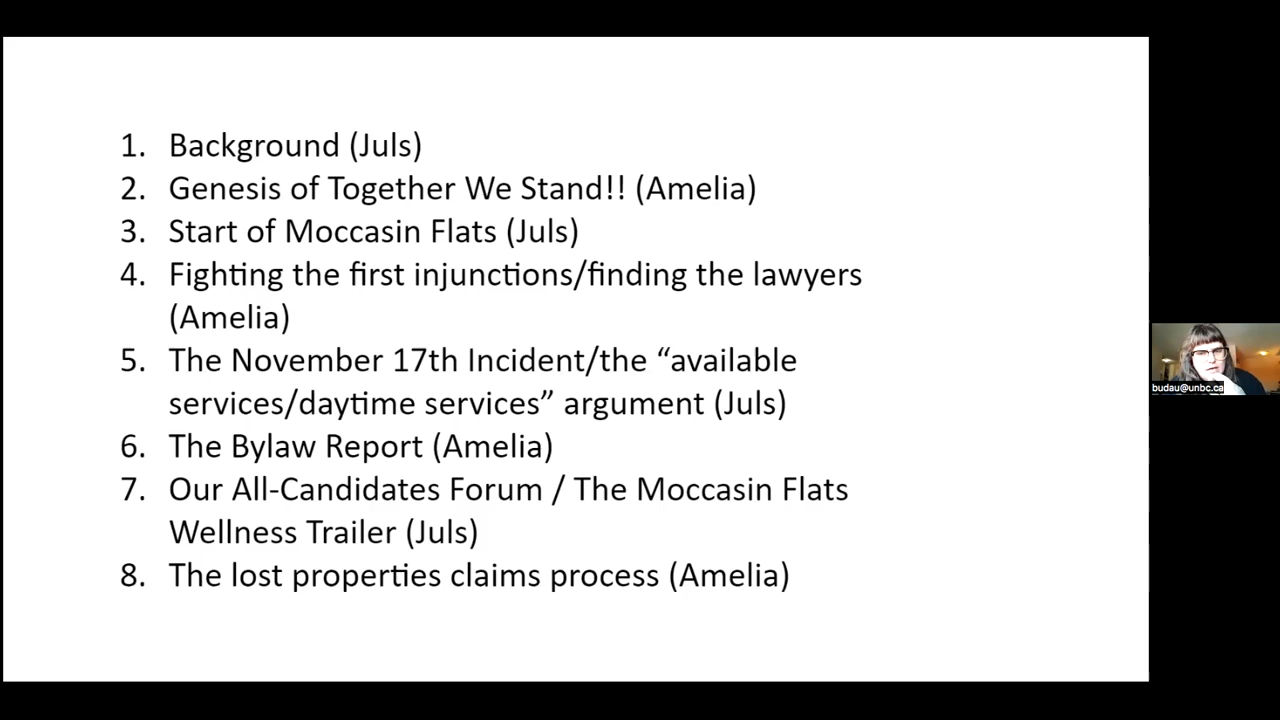 1. Background (Juls)
2. Genesis of Together We Stand!! (Amelia)
3. Start of Moccasin Flats (Juls)
4. Fighting the first injunctions/finding the lawyers
(Amelia)
5. The November 17th Incident/the “available
services/daytime services” argument (Juls)
6. The Bylaw Report (Amelia)
7. Our All-Candidates Forum / The Moccasin Flats
Wellness Trailer (Juls)
8. The lost properties claims process (Amelia)
budau@unbc.ca